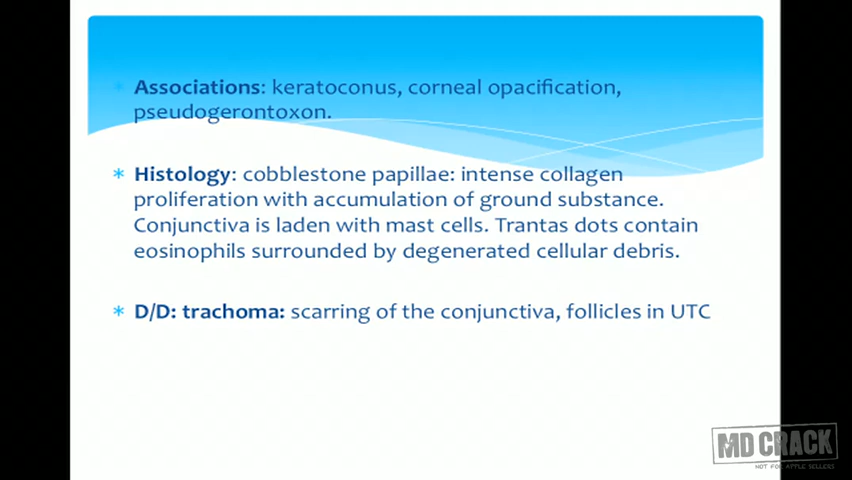 * Associations: keratoconus, corneal opacification,
pseudogerontoxon.
* Histology: cobblestone papillae: intense collagen
proliferation with accumulation of ground substance.
Conjunctiva is laden with mast cells. Trantas dots contain
eosinophils surrounded by degenerated cellular debris.
* D/D: trachoma: scarring of the conjunctiva, follicles in UTC
MD CRACK
NOT FOR APPLE SELLERS